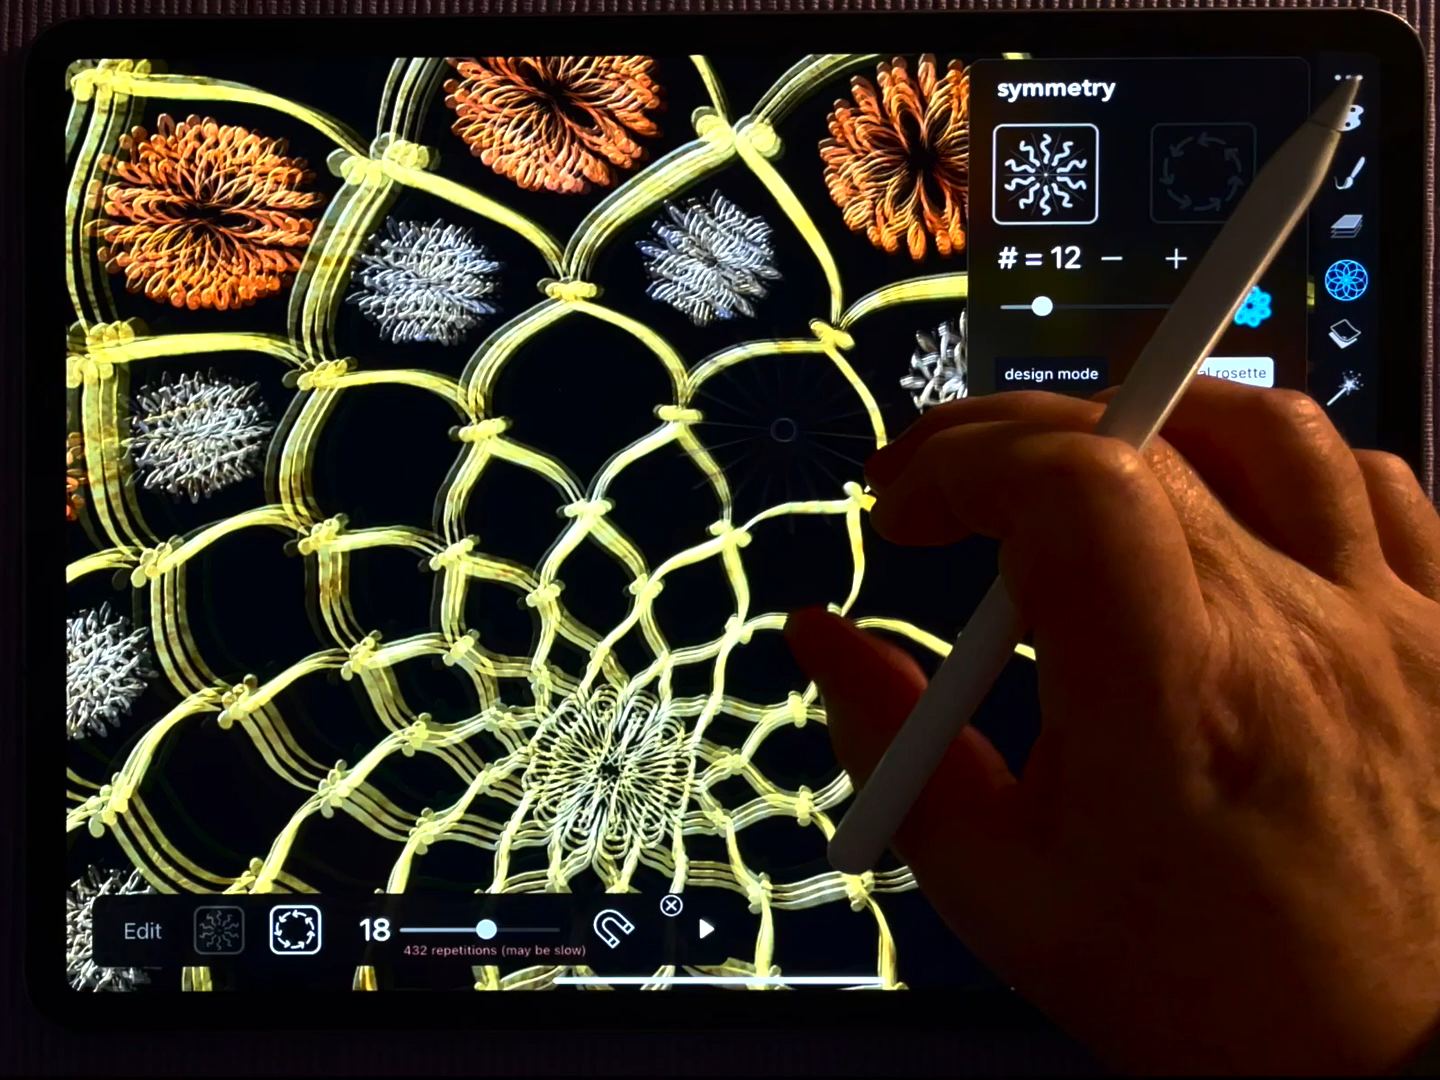 symmetry
# = 12 − +
design mode
rosette
Edit
18
432 repetitions (may be slow)